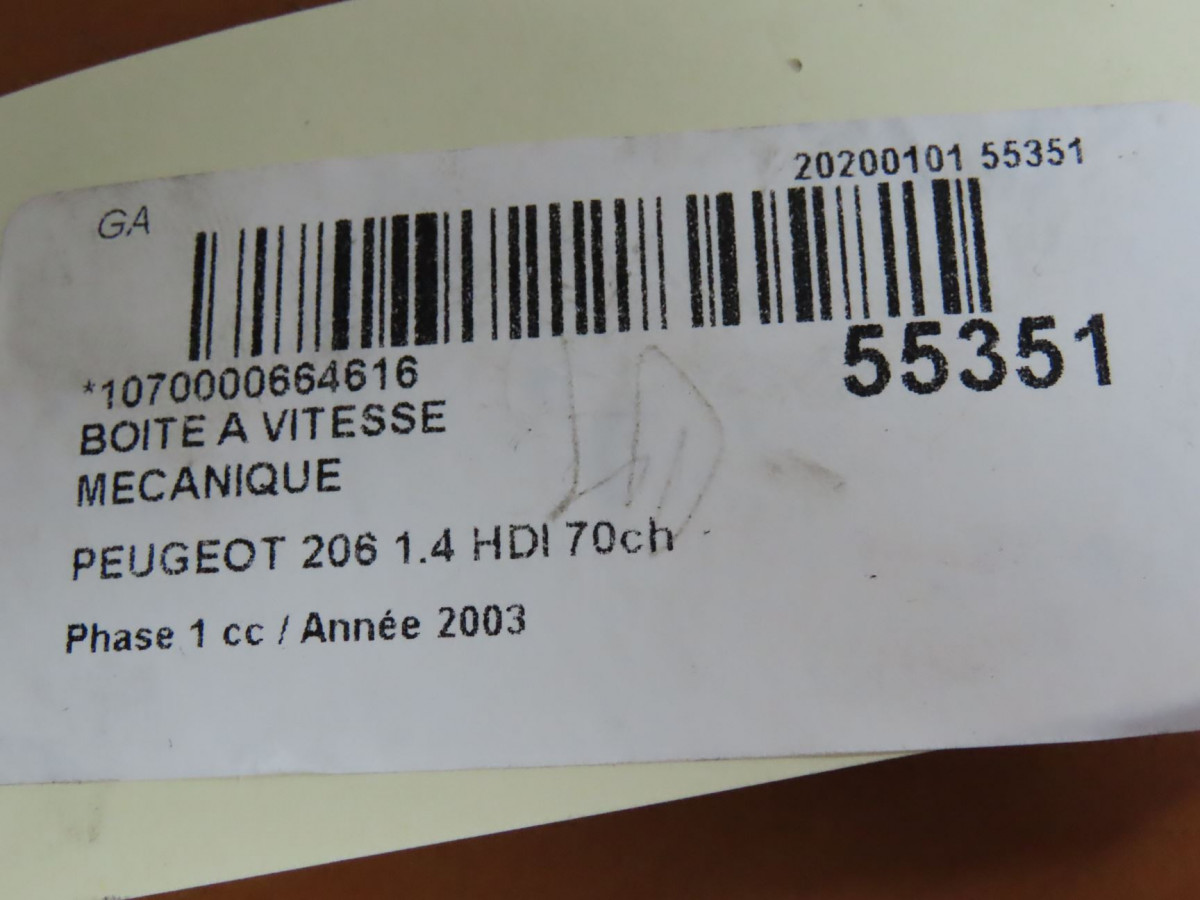 20200101 55351
GA
55351
*1070000664616
BOITE A VITESSE
MECANIQUE
PEUGEOT 206 1.4 HDI 70ch
Phase 1 cc / Année 2003